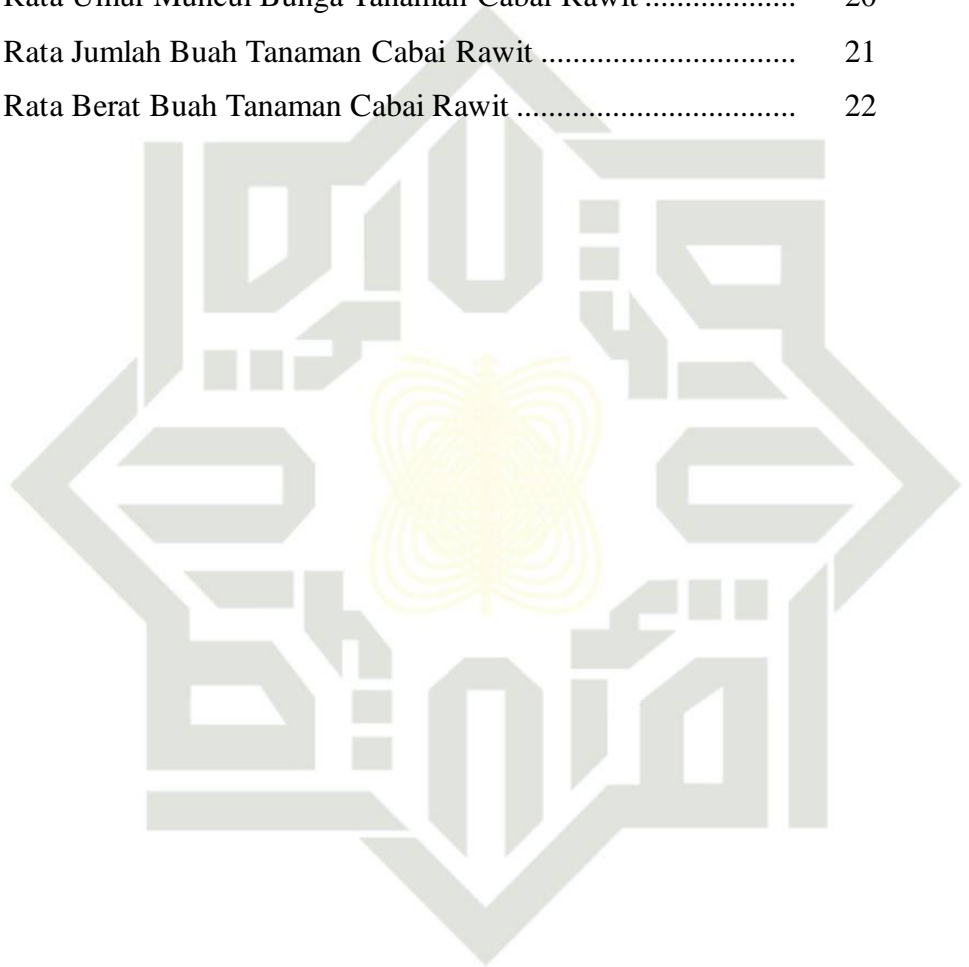 Rata Umur Muncul Bunga Tanaman Cabai Rawit ................... 20
Rata Jumlah Buah Tanaman Cabai Rawit ................................ 21
Rata Berat Buah Tanaman Cabai Rawit ................................... 22